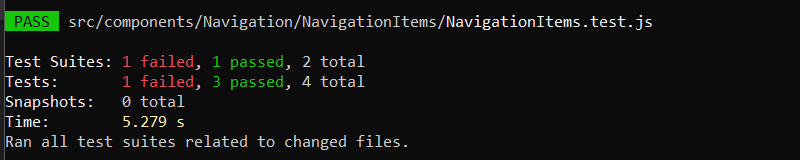 PASS src/components/Navigation/NavigationItems/NavigationItems.test.js
Test Suites: 1 failed, 1 passed, 2 total
Tests: 1 failed, 3 passed, 4 total
Snapshots: 0 total
Time: 5.279 s
Ran all test suites related to changed files.